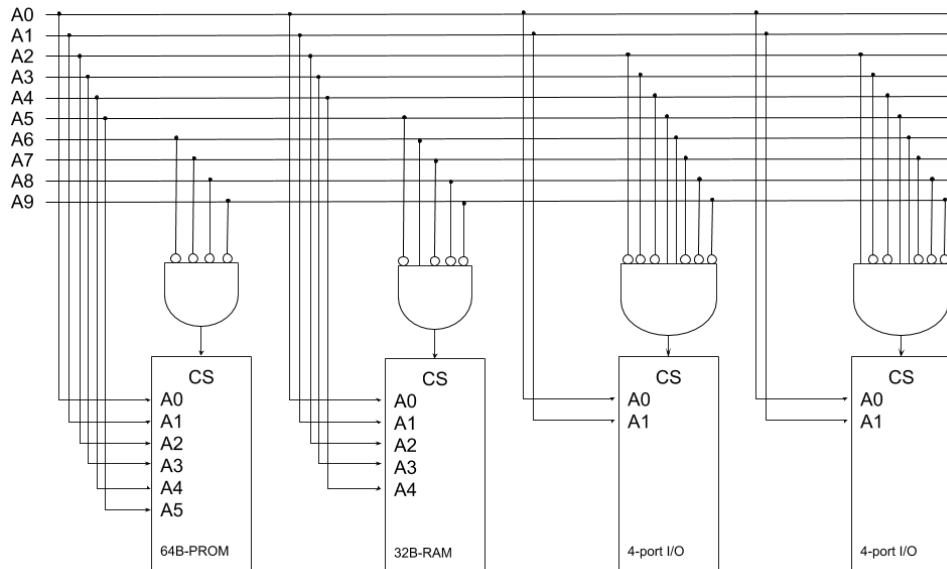 A0
A1
A2
A3
A4
A5
A6
A7
A8
A9
CS
A0
A1
A2
A3
A4
A5
64B-PROM
CS
A0
A1
A2
A3
A4
32B-RAM
CS
A0
A1
4-port I/O
CS
A0
A1
4-port I/O